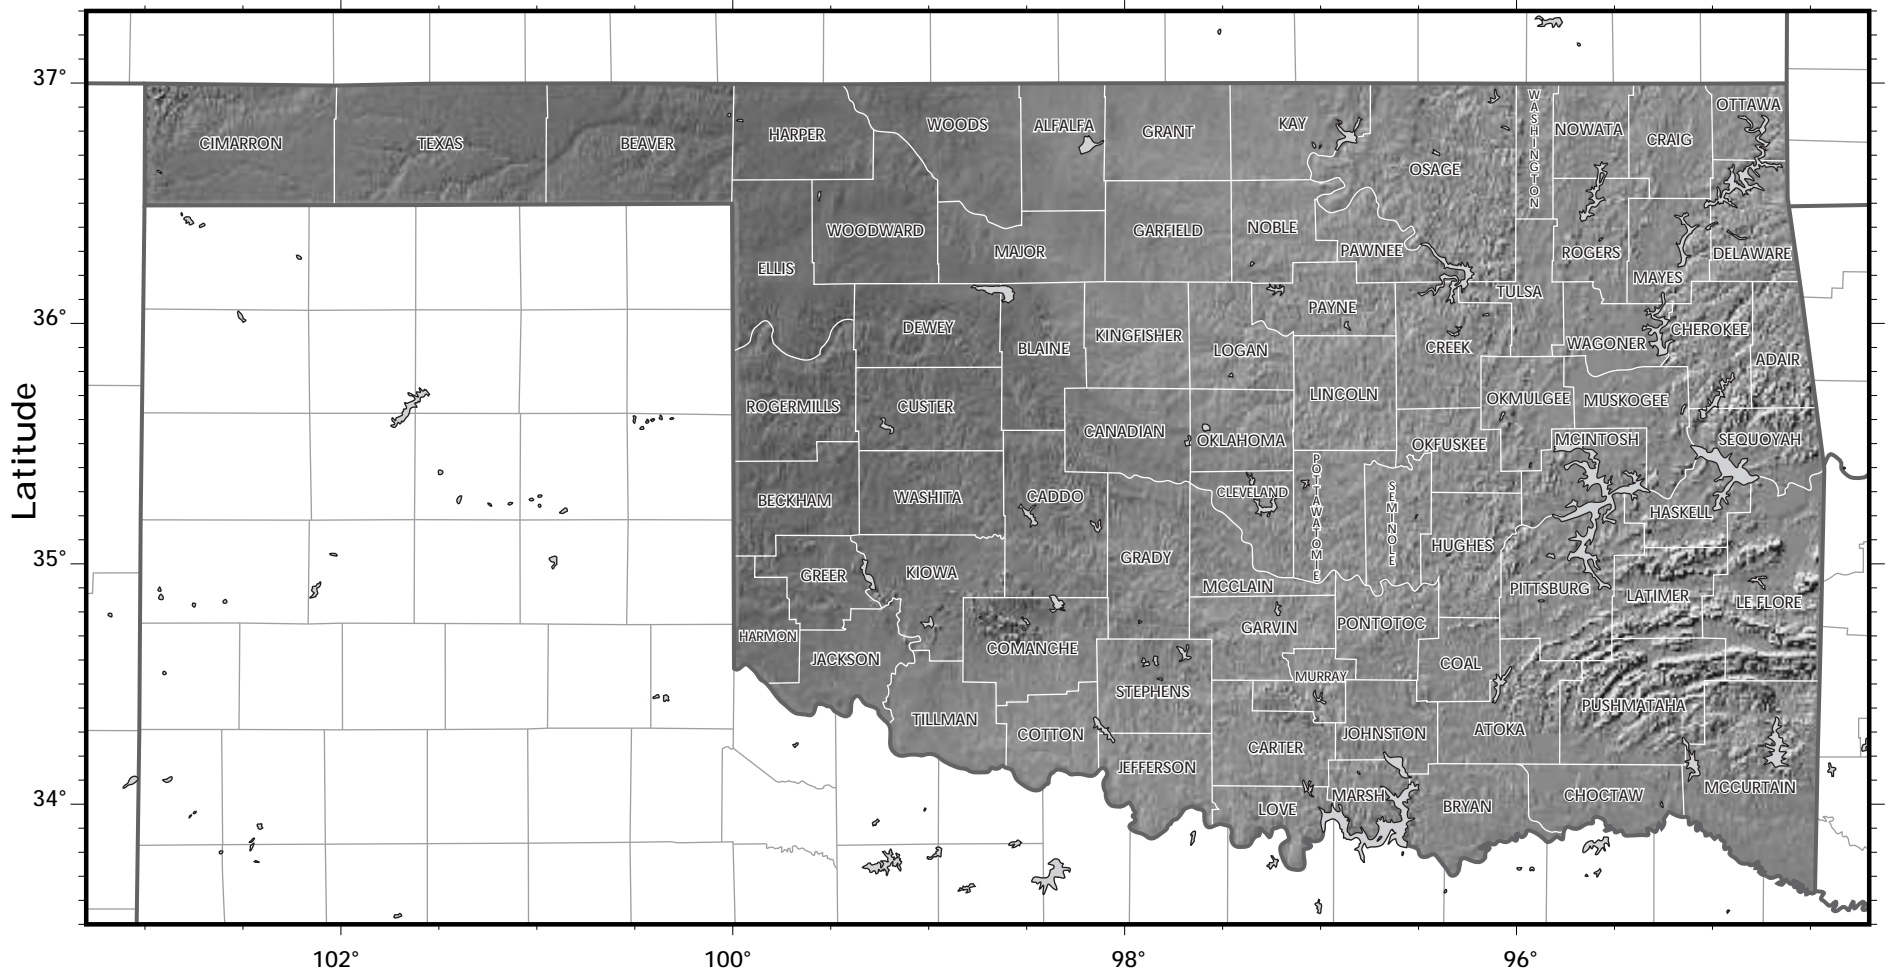 37°
36°
35°
34°
Latitude
102°
100°
98°
96°
CIMARRON
TEXAS
BEAVER
HARPER
WOODS
ALFALFA
GRANT
KAY
OSAGE
WASHINGTON
NOWATA
CRAIG
OTTAWA
ELLIS
WOODWARD
MAJOR
GARFIELD
NOBLE
PAWNEE
ROGERS
MAYES
DELAWARE
DEWEY
BLAINE
KINGFISHER
LOGAN
PAYNE
CREEK
TULSA
WAGONER
CHEROKEE
ADAIR
ROGERMILLS
CUSTER
CANADIAN
OKLAHOMA
LINCOLN
OKFUSKEE
OKMULGEE
MUSKOGEE
MCINTOSH
SEQUOYAH
BECKHAM
WASHITA
CADDO
GRADY
CLEVELAND
POTTAWATOMIE
SEMINOLE
HUGHES
HASKELL
GREER
KIOWA
MCCLAIN
PITTSBURG
LATIMER
LE FLORE
HARMON
JACKSON
COMANCHE
GARVIN
PONTOTOC
STEPHENS
MURRAY
COAL
TILLMAN
COTTON
JEFFERSON
CARTER
JOHNSTON
ATOKA
PUSHMATAHA
LOVE
MARSH
BRYAN
CHOCTAW
MCCURTAIN